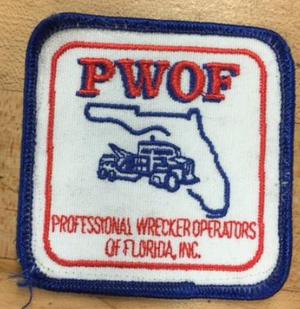 PWOF
PROFESSIONAL WRECKER OPERATORS
OF FLORIDA, INC.